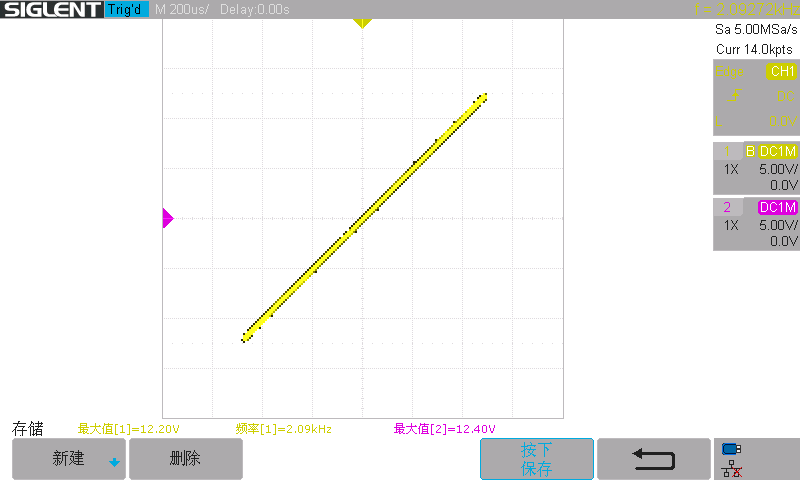 SIGLENT Trig'd M 200us/ Delay:0.00s f = 2.09272kHz
Sa 5.00MSa/s
Curr 14.0kpts
Edge CH1
DC
L 0.0V
B DC1M
1X 5.00V/
0.0V
2 DC1M
1X 5.00V/
0.0V
存储 最大值[1]=12.20V 频率[1]=2.09kHz 最大值[2]=12.40V
新建 删除 按下
保存